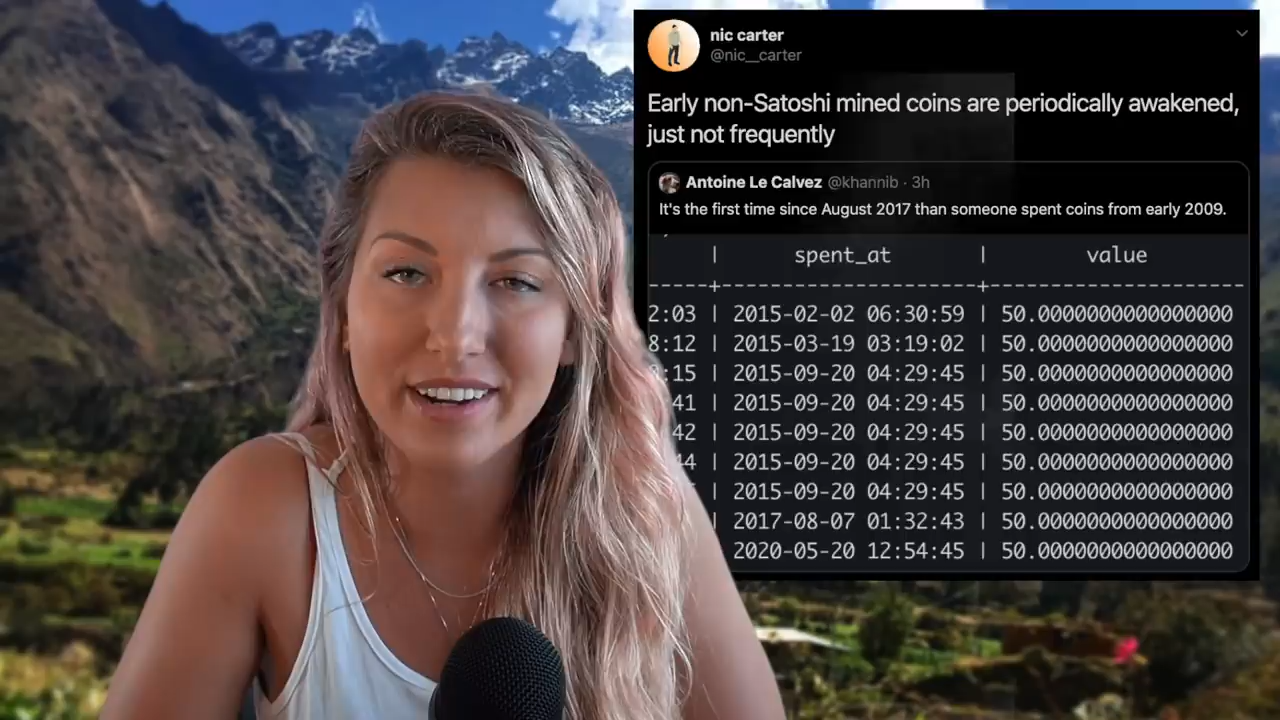 nic carter
@nic__carter
Early non-Satoshi mined coins are periodically awakened,
just not frequently
Antoine Le Calvez @khannib · 3h
It's the first time since August 2017 than someone spent coins from early 2009.
| spent_at | value
-----+----------------------+----------------------
2:03 | 2015-02-02 06:30:59 | 50.0000000000000000
8:12 | 2015-03-19 03:19:02 | 50.0000000000000000
:15 | 2015-09-20 04:29:45 | 50.0000000000000000
41 | 2015-09-20 04:29:45 | 50.0000000000000000
42 | 2015-09-20 04:29:45 | 50.0000000000000000
44 | 2015-09-20 04:29:45 | 50.0000000000000000
| 2015-09-20 04:29:45 | 50.0000000000000000
| 2017-08-07 01:32:43 | 50.0000000000000000
2020-05-20 12:54:45 | 50.0000000000000000